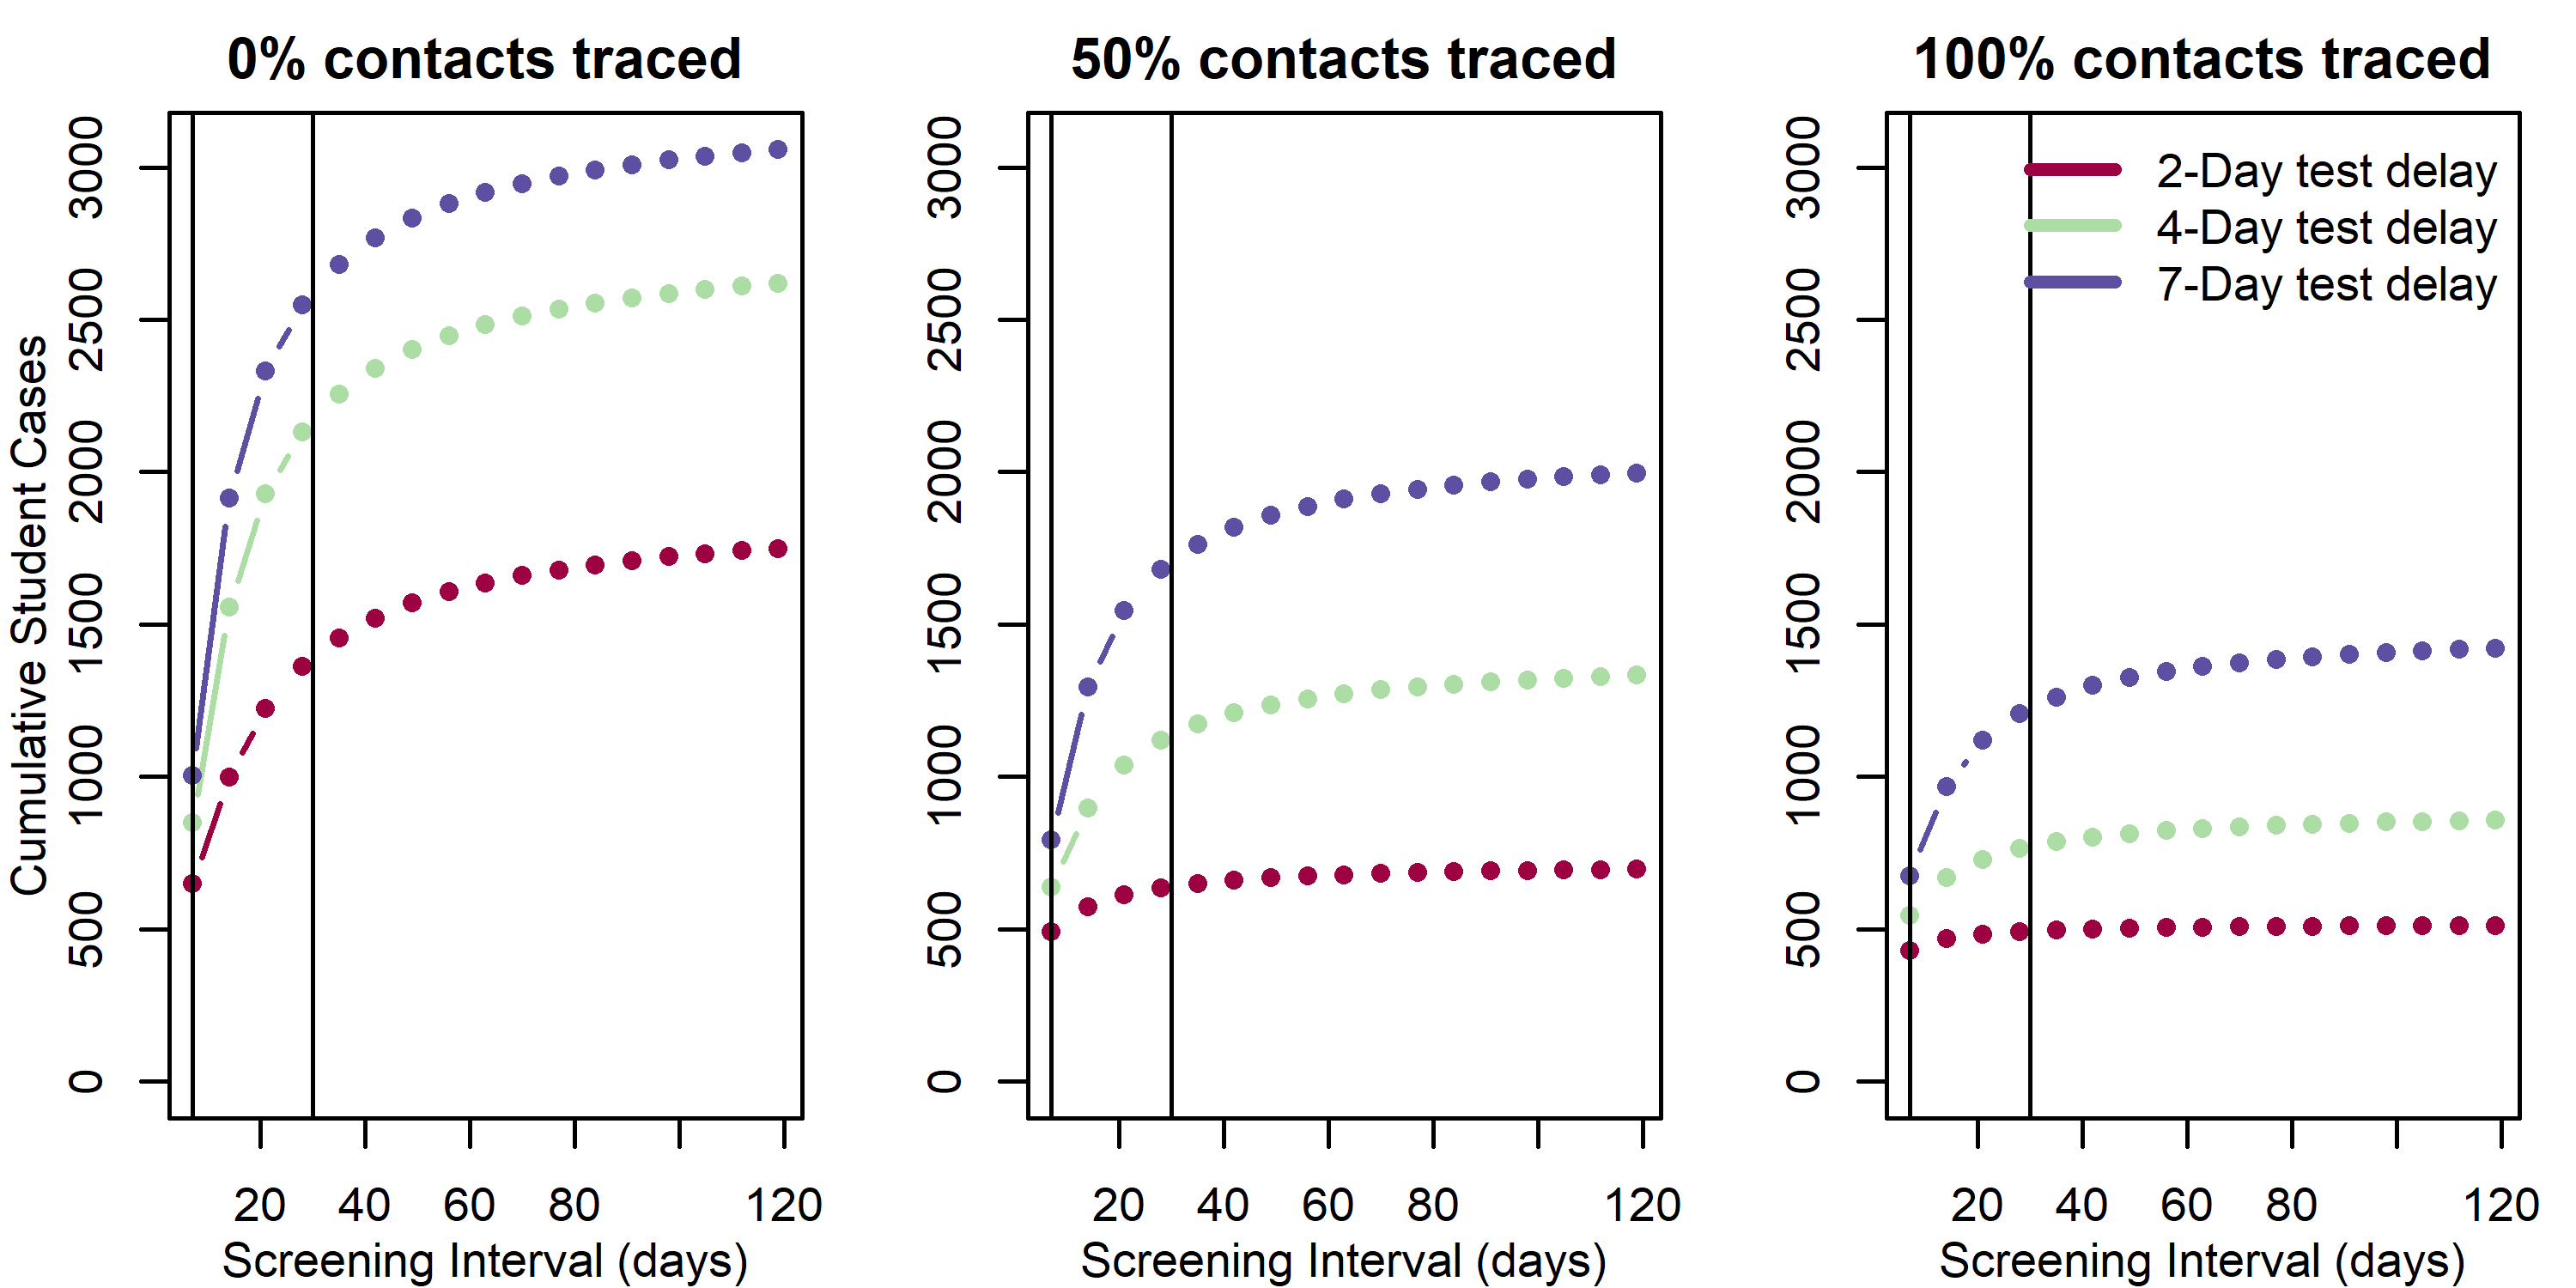 0% contacts traced
50% contacts traced
100% contacts traced
Cumulative Student Cases
3000
2500
2000
1500
1000
500
0
20 40 60 80 120
Screening Interval (days)
3000
2500
2000
1500
1000
500
0
20 40 60 80 120
Screening Interval (days)
3000
2500
2000
1500
1000
500
0
2-Day test delay
4-Day test delay
7-Day test delay
20 40 60 80 120
Screening Interval (days)